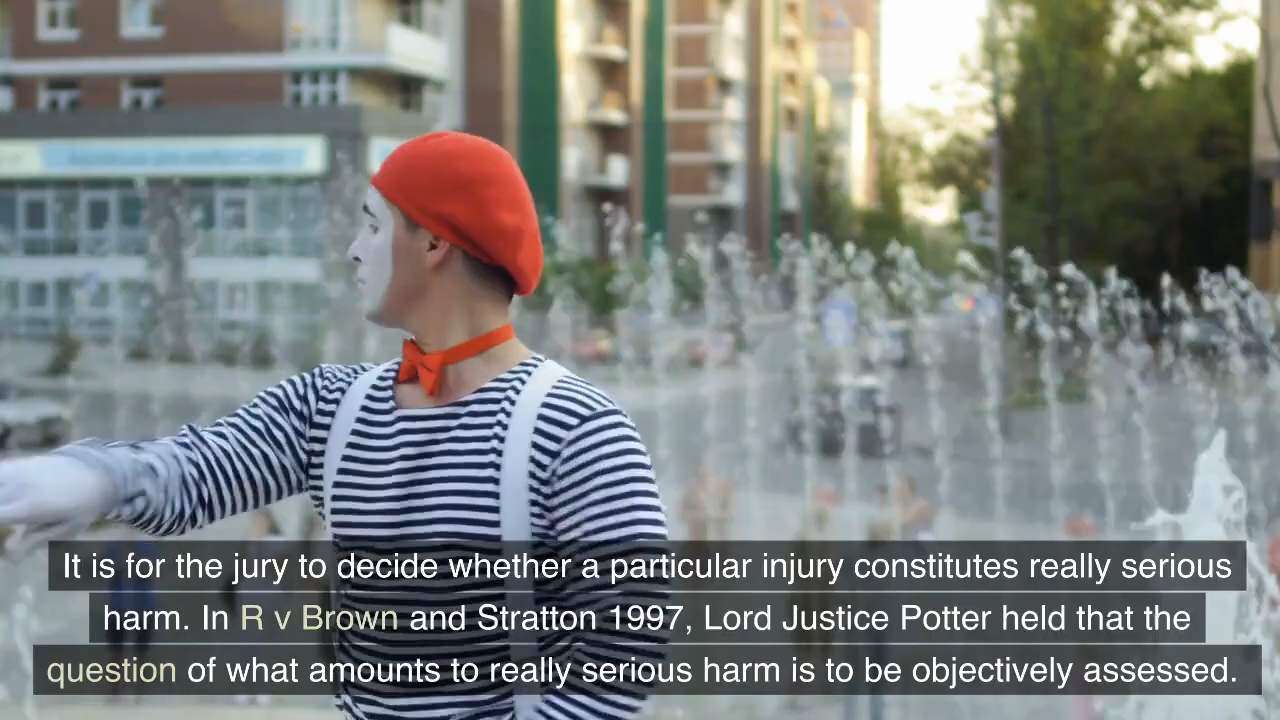 It is for the jury to decide whether a particular injury constitutes really serious
harm. In R v Brown and Stratton 1997, Lord Justice Potter held that the
question of what amounts to really serious harm is to be objectively assessed.